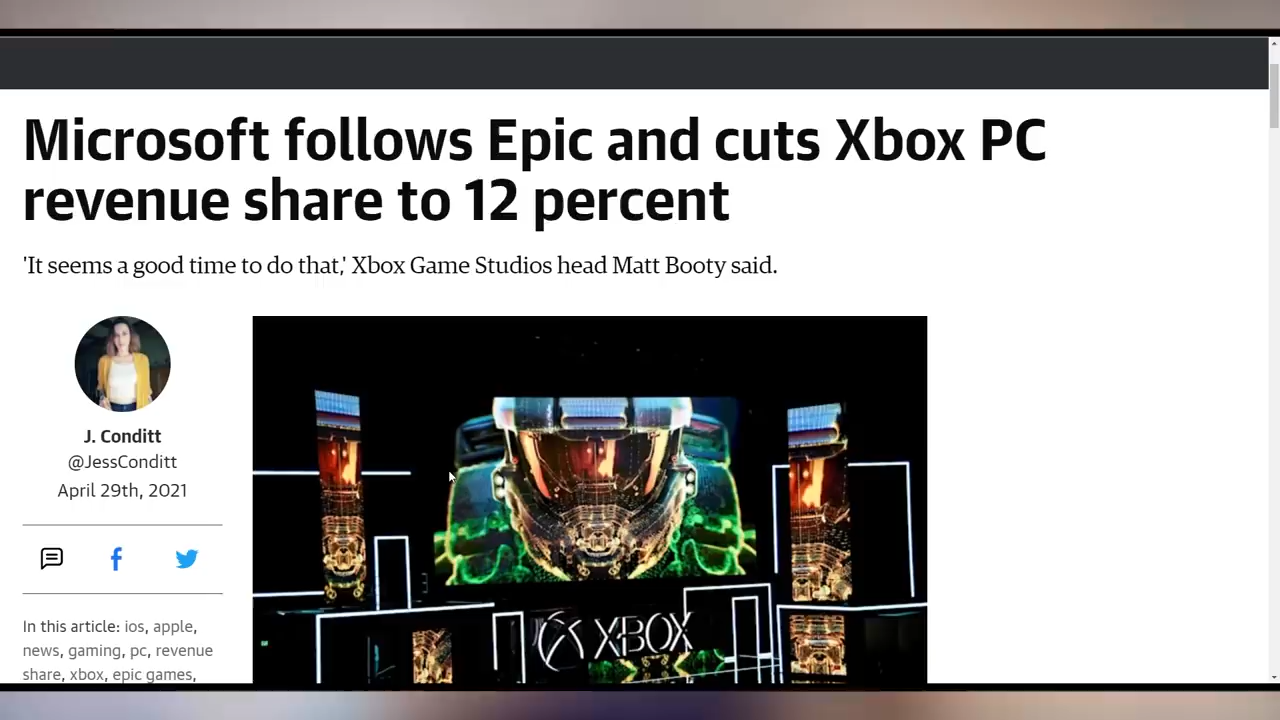 Microsoft follows Epic and cuts Xbox PC
revenue share to 12 percent
'It seems a good time to do that,' Xbox Game Studios head Matt Booty said.
J. Conditt
@JessConditt
April 29th, 2021
In this article: ios, apple,
news, gaming, pc, revenue
share, xbox, epic games,
XBOX